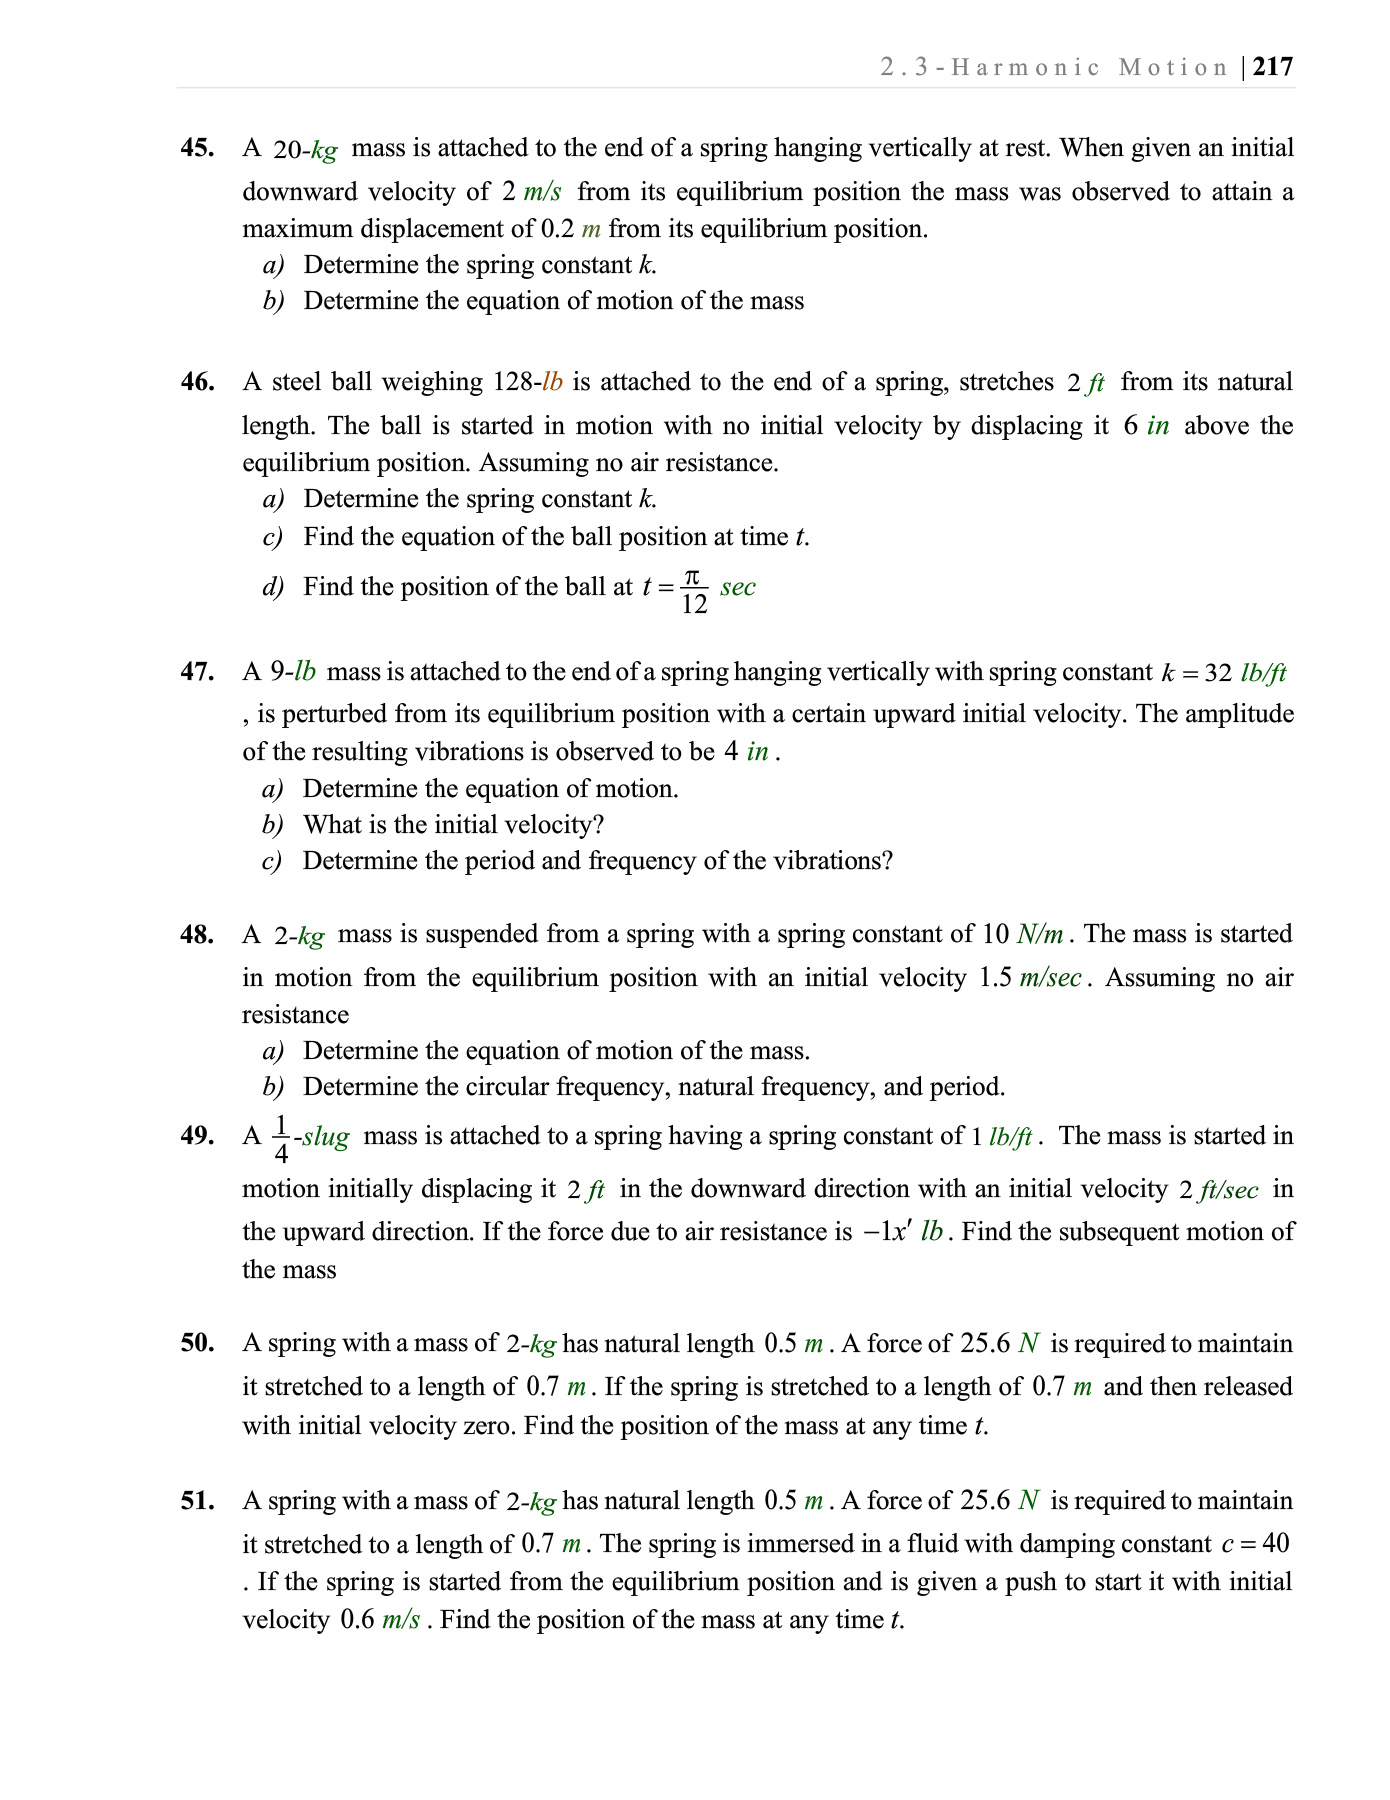 2.3-Harmonic Motion |217
45. A 20-kg mass is attached to the end of a spring hanging vertically at rest. When given an initial
downward velocity of 2 m/s from its equilibrium position the mass was observed to attain a
maximum displacement of 0.2 m from its equilibrium position.
a) Determine the spring constant k.
b) Determine the equation of motion of the mass
46. A steel ball weighing 128-lb is attached to the end of a spring, stretches 2 ft from its natural
length. The ball is started in motion with no initial velocity by displacing it 6 in above the
equilibrium position. Assuming no air resistance.
a) Determine the spring constant k.
c) Find the equation of the ball position at time t.
d) Find the position of the ball at t = π/12 sec
47. A 9-lb mass is attached to the end of a spring hanging vertically with spring constant k = 32 lb/ft
, is perturbed from its equilibrium position with a certain upward initial velocity. The amplitude
of the resulting vibrations is observed to be 4 in .
a) Determine the equation of motion.
b) What is the initial velocity?
c) Determine the period and frequency of the vibrations?
48. A 2-kg mass is suspended from a spring with a spring constant of 10 N/m . The mass is started
in motion from the equilibrium position with an initial velocity 1.5 m/sec . Assuming no air
resistance
a) Determine the equation of motion of the mass.
b) Determine the circular frequency, natural frequency, and period.
49. A 1/4-slug mass is attached to a spring having a spring constant of 1 lb/ft . The mass is started in
motion initially displacing it 2 ft in the downward direction with an initial velocity 2 ft/sec in
the upward direction. If the force due to air resistance is −1x′ lb . Find the subsequent motion of
the mass
50. A spring with a mass of 2-kg has natural length 0.5 m . A force of 25.6 N is required to maintain
it stretched to a length of 0.7 m . If the spring is stretched to a length of 0.7 m and then released
with initial velocity zero. Find the position of the mass at any time t.
51. A spring with a mass of 2-kg has natural length 0.5 m . A force of 25.6 N is required to maintain
it stretched to a length of 0.7 m . The spring is immersed in a fluid with damping constant c = 40
. If the spring is started from the equilibrium position and is given a push to start it with initial
velocity 0.6 m/s . Find the position of the mass at any time t.